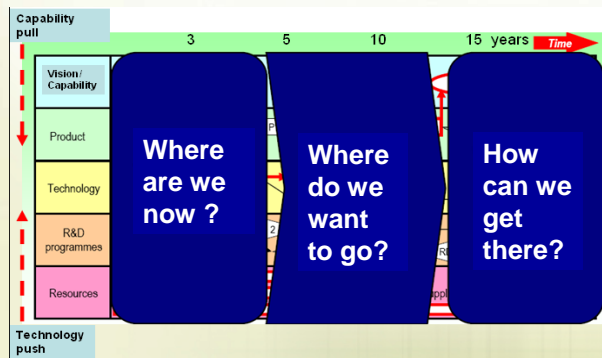 Capability
pull
3 5 10 15 years Time
Vision/
Capability
Product
Technology
R&D
programmes
Resources
Where
are we
now ?
P
2
Where
do we
want
to go?
How
can we
get
there?
Technology
push